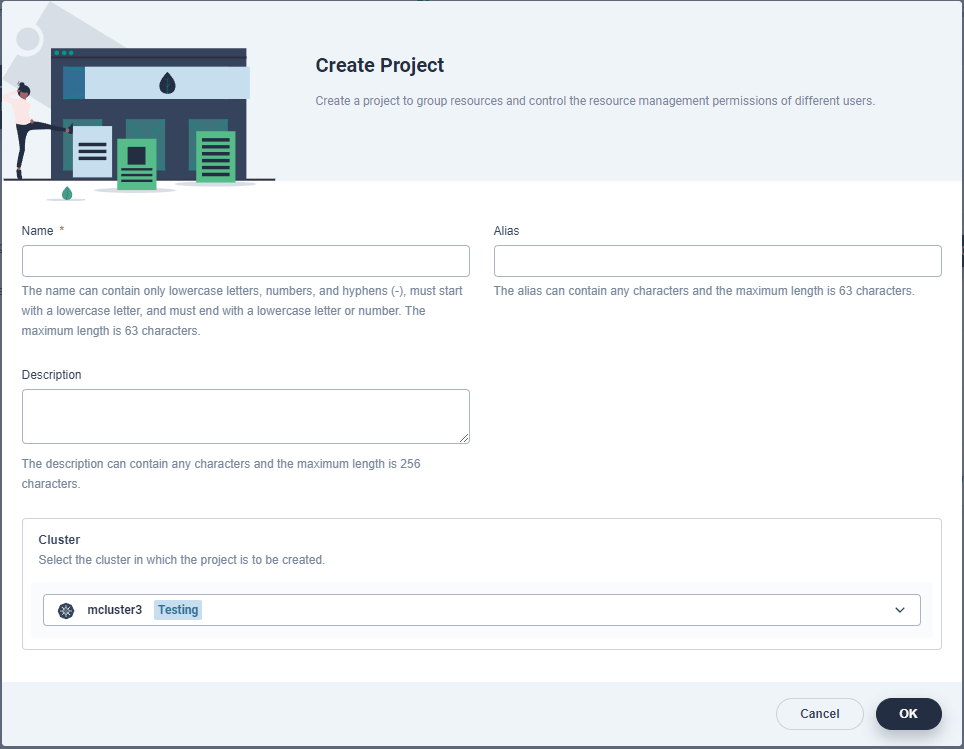 Create Project
Create a project to group resources and control the resource management permissions of different users.
Name *
Alias
The name can contain only lowercase letters, numbers, and hyphens (-), must start
with a lowercase letter, and must end with a lowercase letter or number. The
maximum length is 63 characters.
The alias can contain any characters and the maximum length is 63 characters.
Description
The description can contain any characters and the maximum length is 256
characters.
Cluster
Select the cluster in which the project is to be created.
mcluster3 Testing
Cancel OK